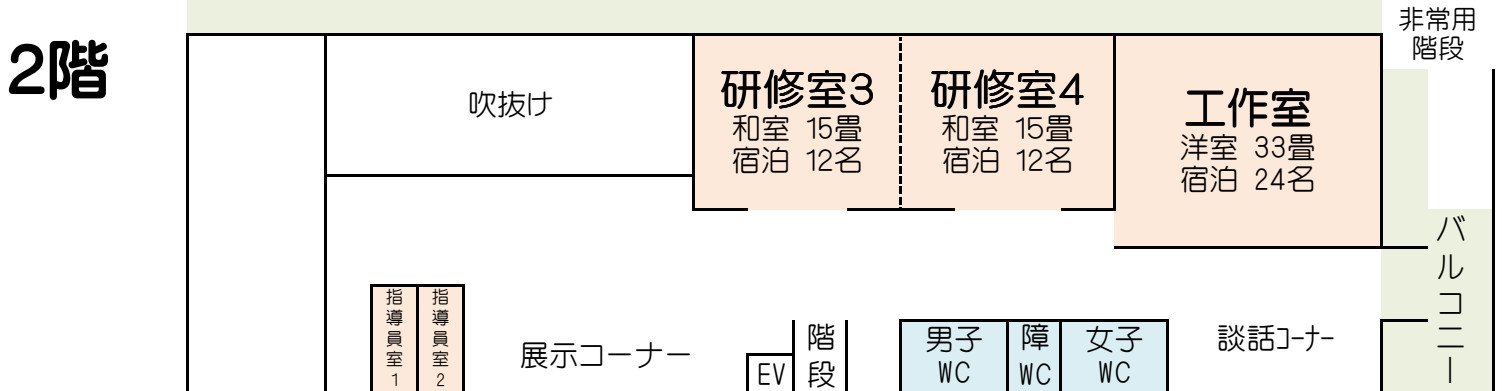 2階
非常用
階段
吹抜け
研修室3
和室 15畳
宿泊 12名
研修室4
和室 15畳
宿泊 12名
工作室
洋室 33畳
宿泊 24名
バルコニー
指導員室1
指導員室2
展示コーナー
階段
EV
男子
WC
障
WC
女子
WC
談話ｺｰﾅｰ